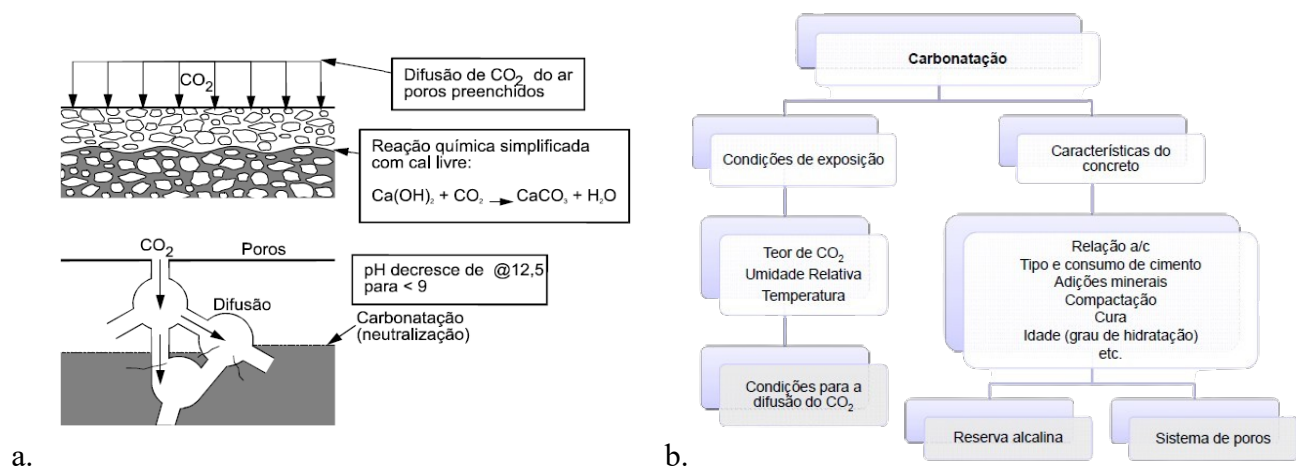 CO₂
Difusão de CO₂ do ar
poros preenchidos
Reação química simplificada
com cal livre:
Ca(OH)₂ + CO₂ → CaCO₃ + H₂O
CO₂
Poros
Difusão
pH decresce de @12,5
para < 9
Carbonatação
(neutralização)
a.
Carbonatação
Condições de exposição
Características do
concreto
Teor de CO₂
Umidade Relativa
Temperatura
Relação a/c
Tipo e consumo de cimento
Adições minerais
Compactação
Cura
Idade (grau de hidratação)
etc.
Condições para a
difusão do CO₂
Reserva alcalina
Sistema de poros
b.